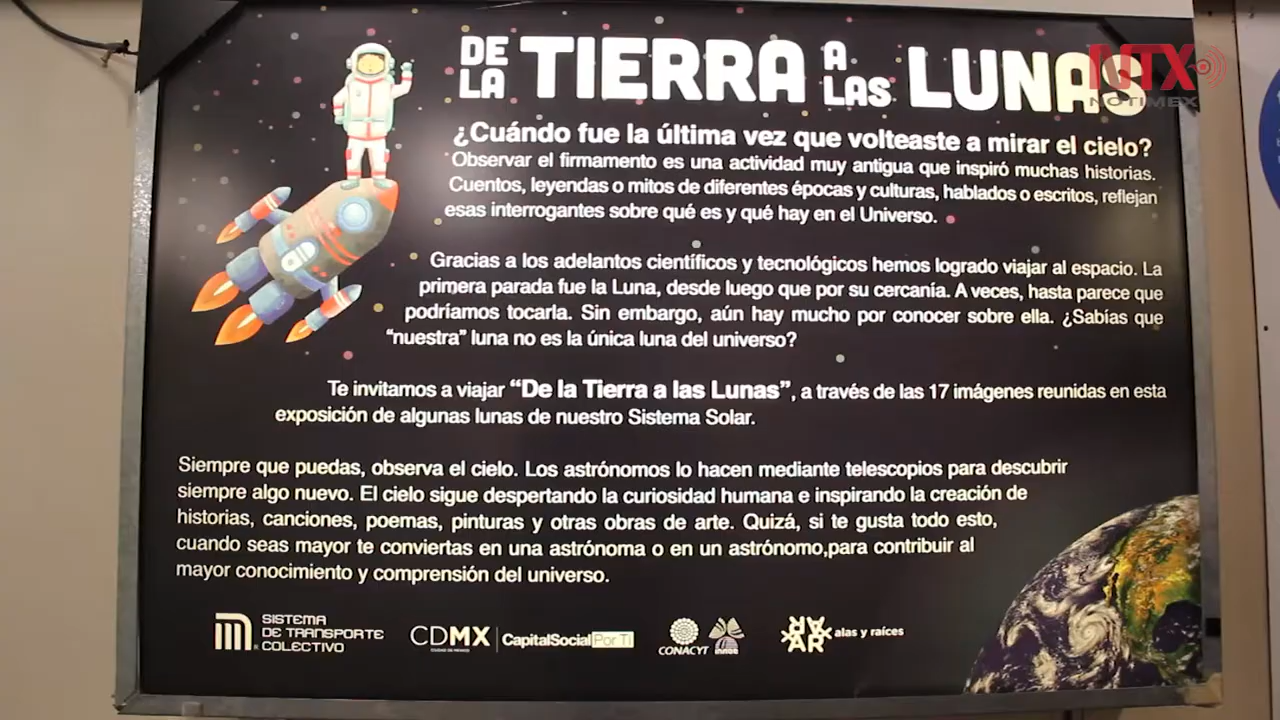 DE LA TIERRA A LAS LUNAS
NTX
NOTIMEX
¿Cuándo fue la última vez que volteaste a mirar el cielo?
Observar el firmamento es una actividad muy antigua que inspiró muchas historias.
Cuentos, leyendas o mitos de diferentes épocas y culturas, hablados o escritos, reflejan
esas interrogantes sobre qué es y qué hay en el Universo.
Gracias a los adelantos científicos y tecnológicos hemos logrado viajar al espacio. La
primera parada fue la Luna, desde luego que por su cercanía. A veces, hasta parece que
podríamos tocarla. Sin embargo, aún hay mucho por conocer sobre ella. ¿Sabías que
“nuestra” luna no es la única luna del universo?
Te invitamos a viajar “De la Tierra a las Lunas”, a través de las 17 imágenes reunidas en esta
exposición de algunas lunas de nuestro Sistema Solar.
Siempre que puedas, observa el cielo. Los astrónomos lo hacen mediante telescopios para descubrir
siempre algo nuevo. El cielo sigue despertando la curiosidad humana e inspirando la creación de
historias, canciones, poemas, pinturas y otras obras de arte. Quizá, si te gusta todo esto,
cuando seas mayor te conviertas en una astrónoma o en un astrónomo,para contribuir al
mayor conocimiento y comprensión del universo.
SISTEMA
DE TRANSPORTE
COLECTIVO
CDMX
CIUDAD DE MÉXICO
CapitalSocial Por Ti
CONACYT
INAOE
alas y raíces